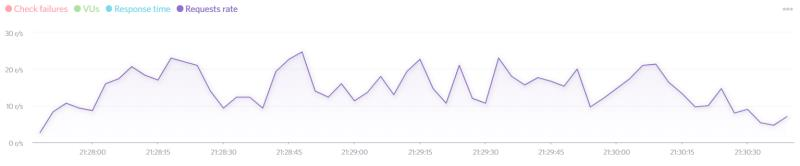 Check failures VUs Response time Requests rate
30 r/s
20 r/s
10 r/s
0 r/s
21:28:00 21:28:15 21:28:30 21:28:45 21:29:00 21:29:15 21:29:30 21:29:45 21:30:00 21:30:15 21:30:30